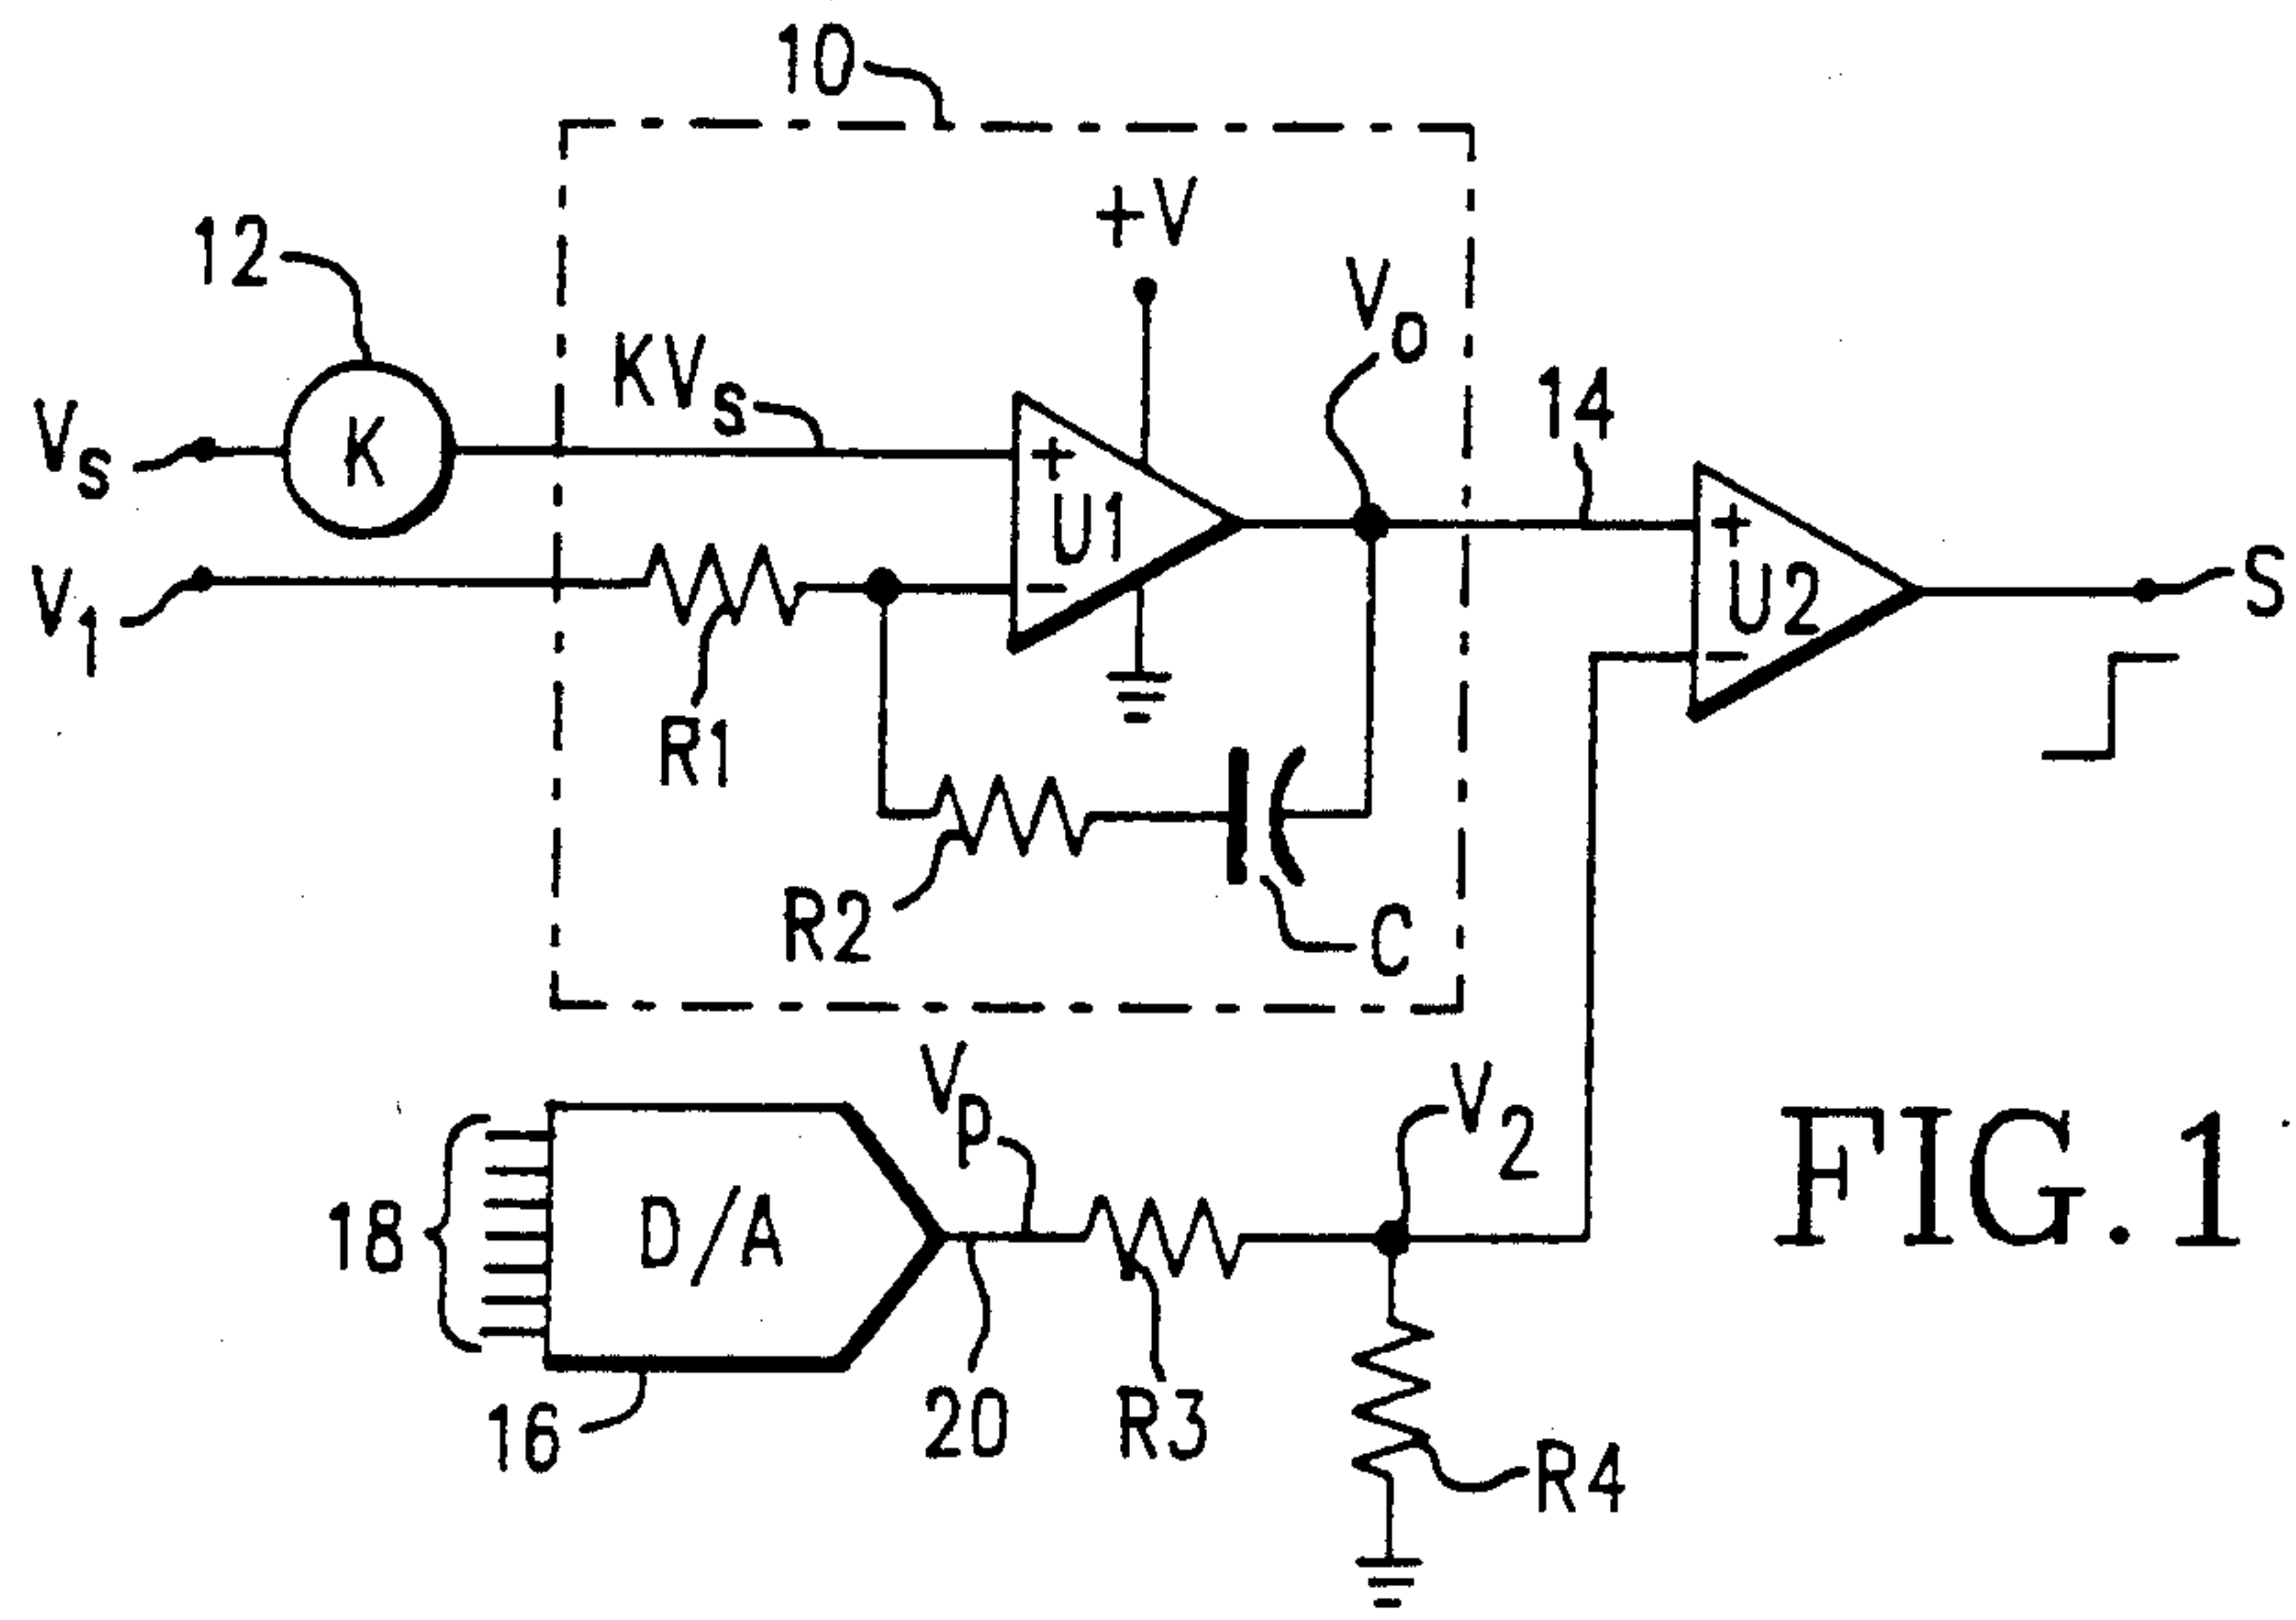 10
+V
12
Vo
KVs
14
Vs
K
+
U1
−
+
U2
−
S
V1
R1
R2
C
VP
V2
18
D/A
FIG. 1
16
20
R3
R4